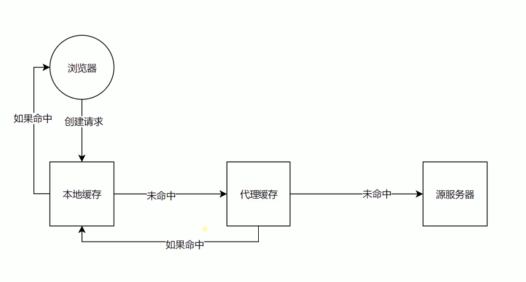 浏览器
如果命中
创建请求
本地缓存
未命中
代理缓存
未命中
源服务器
如果命中